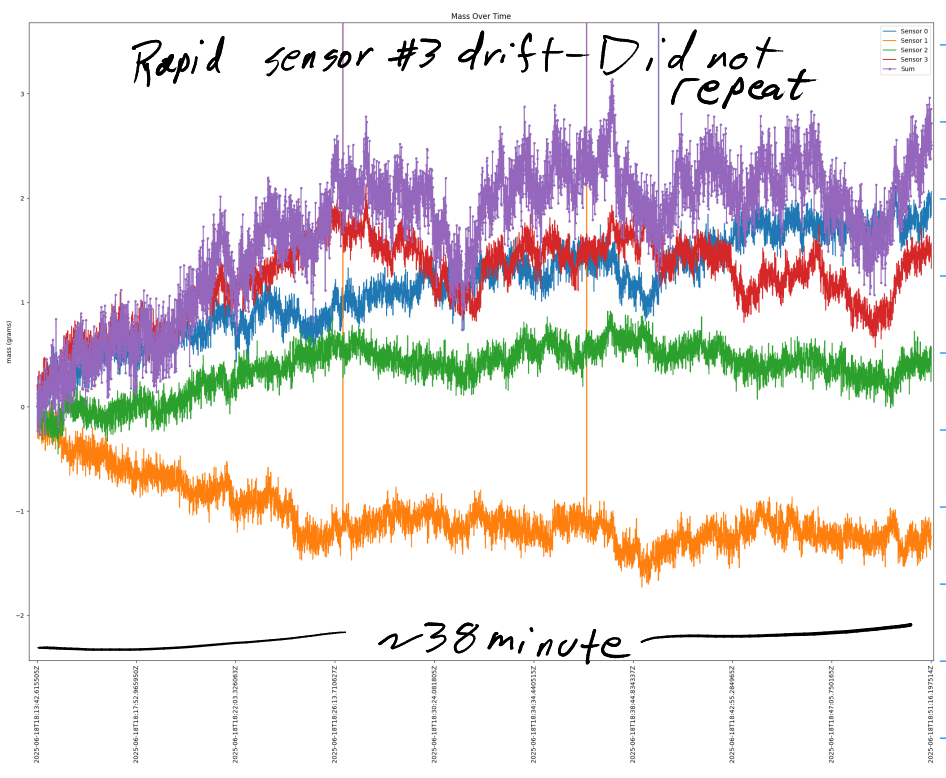 Mass Over Time
Rapid sensor #3 drift - Did not
repeat
Sensor 0
Sensor 1
Sensor 2
Sensor 3
Sum
mass (grams)
3
2
1
0
−1
−2
~38 minute
2025-06-18T18:13:42.615505Z
2025-06-18T18:17:52.965950Z
2025-06-18T18:22:03.326063Z
2025-06-18T18:26:13.710627Z
2025-06-18T18:30:24.081805Z
2025-06-18T18:34:34.440515Z
2025-06-18T18:38:44.834337Z
2025-06-18T18:42:55.284965Z
2025-06-18T18:47:05.750165Z
2025-06-18T18:51:16.197514Z